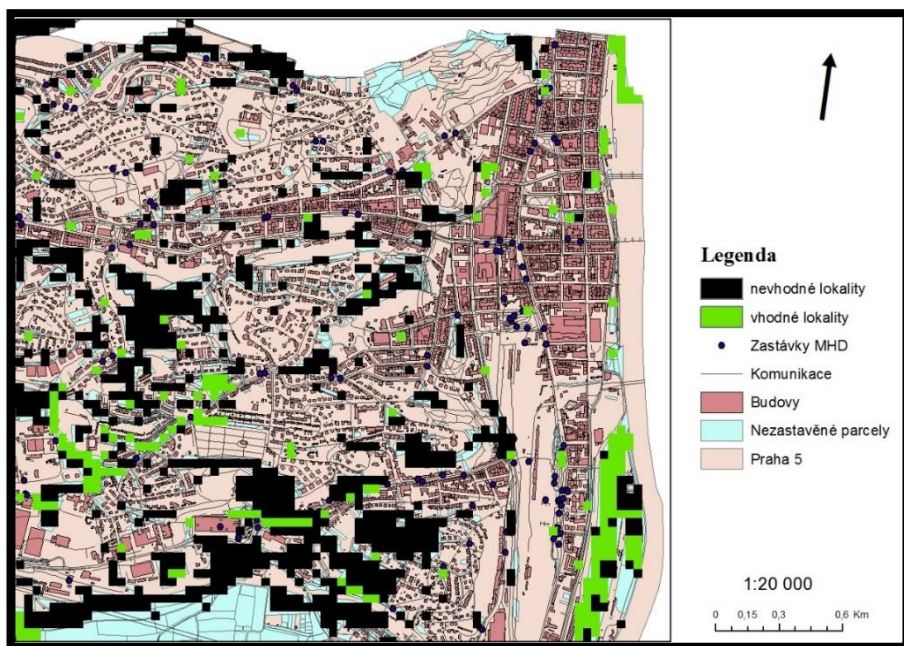 Legenda
nevhodné lokality
vhodné lokality
Zastávky MHD
Komunikace
Budovy
Nezastavěné parcely
Praha 5
1:20 000
0 0,15 0,3 0,6 Km